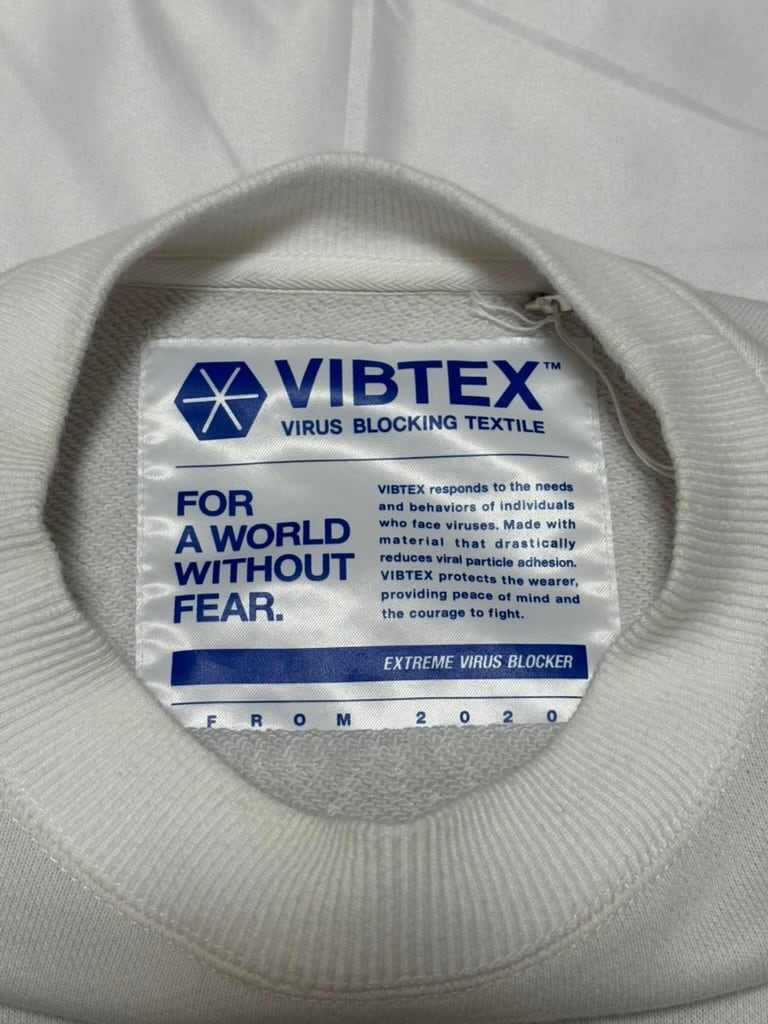 VIBTEX™
VIRUS BLOCKING TEXTILE
FOR
A WORLD
WITHOUT
FEAR.
VIBTEX responds to the needs
and behaviors of individuals
who face viruses. Made with
material that drastically
reduces viral particle adhesion.
VIBTEX protects the wearer,
providing peace of mind and
the courage to fight.
EXTREME VIRUS BLOCKER
FROM 2020